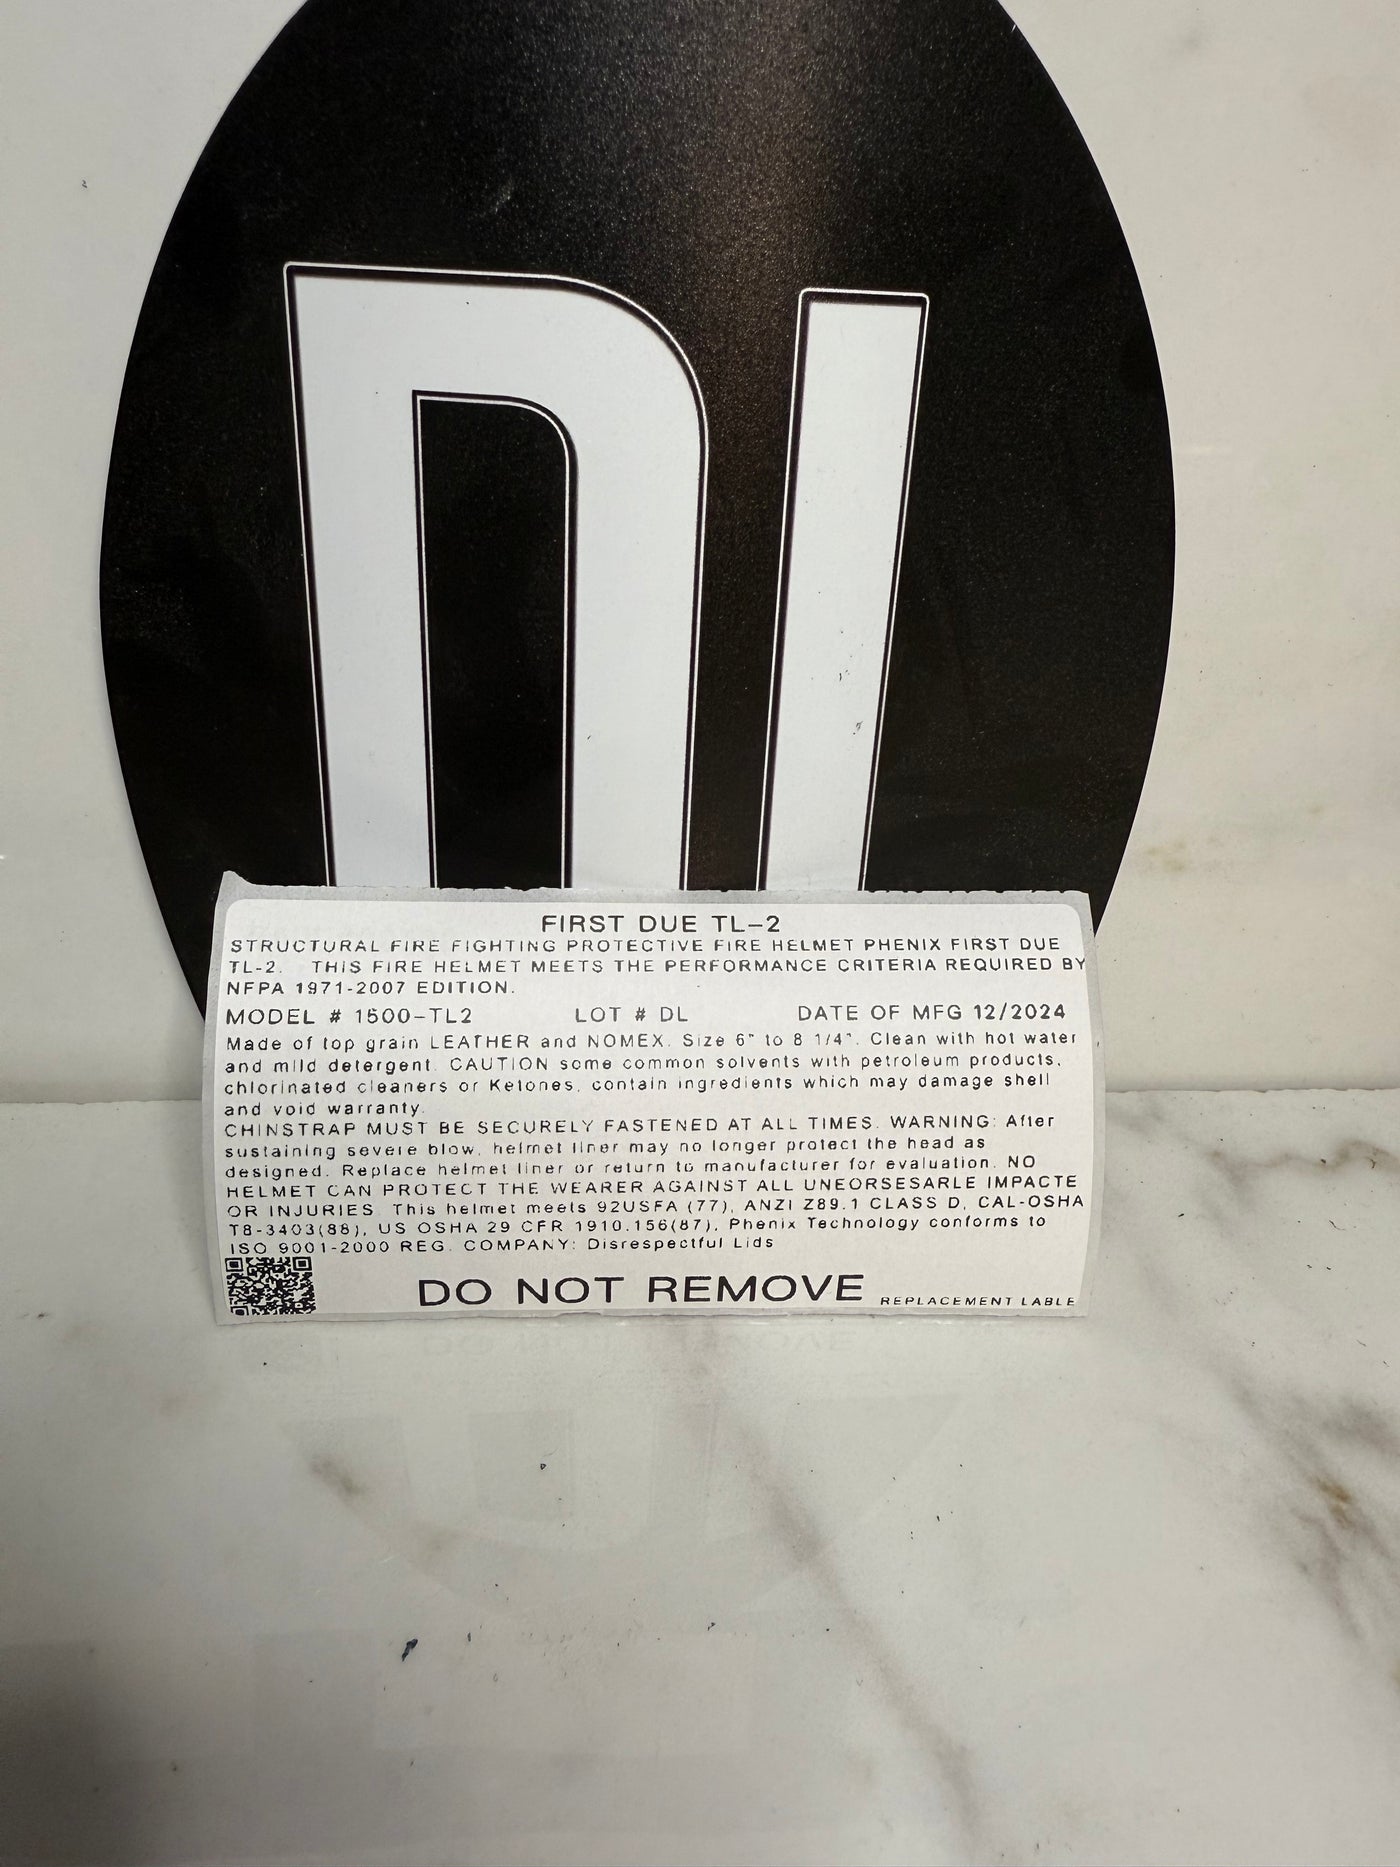 DL
FIRST DUE TL-2
STRUCTURAL FIRE FIGHTING PROTECTIVE FIRE HELMET PHENIX FIRST DUE
TL-2. THIS FIRE HELMET MEETS THE PERFORMANCE CRITERIA REQUIRED BY
NFPA 1971-2007 EDITION.
MODEL # 1500-TL2 LOT # DL DATE OF MFG 12/2024
Made of top grain LEATHER and NOMEX. Size 6" to 8 1/4". Clean with hot water
and mild detergent. CAUTION some common solvents with petroleum products,
chlorinated cleaners or Ketones, contain ingredients which may damage shell
and void warranty.
CHINSTRAP MUST BE SECURELY FASTENED AT ALL TIMES. WARNING: After
sustaining severe blow, helmet liner may no longer protect the head as
designed. Replace helmet liner or return to manufacturer for evaluation. NO
HELMET CAN PROTECT THE WEARER AGAINST ALL UNEORSESARLE IMPACTE
OR INJURIES. This helmet meets 92USFA (77), ANZI Z89.1 CLASS D, CAL-OSHA
T8-3403(88), US OSHA 29 CFR 1910.156(87), Phenix Technology conforms to
ISO 9001-2000 REG. COMPANY: Disrespectful Lids
DO NOT REMOVE REPLACEMENT LABLE